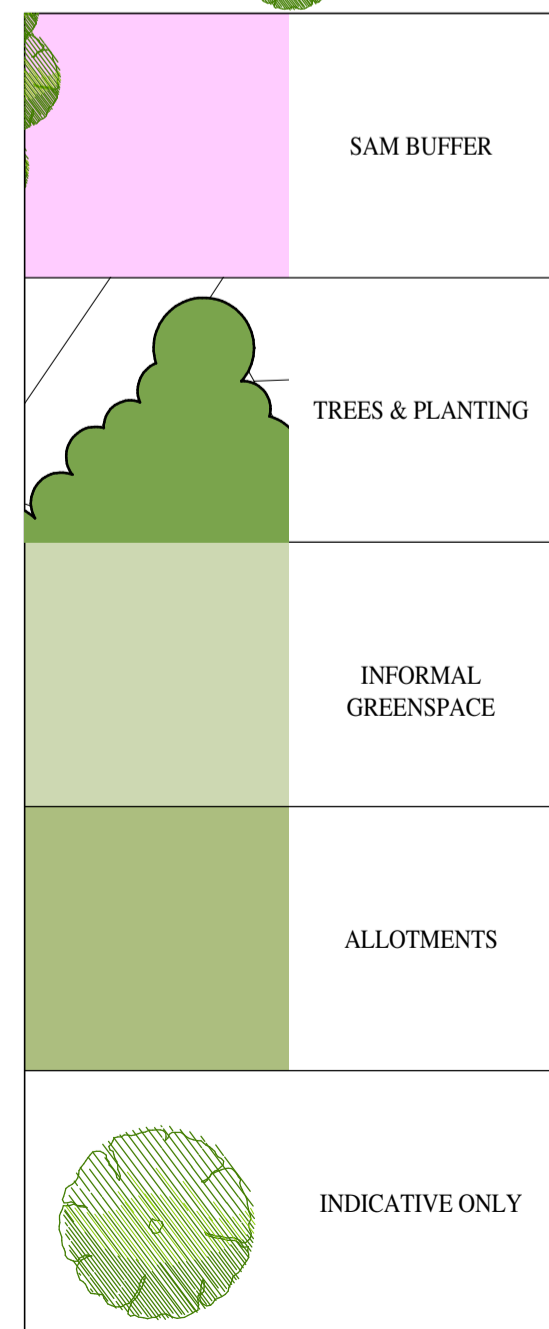 SAM BUFFER
TREES & PLANTING
INFORMAL
GREENSPACE
ALLOTMENTS
INDICATIVE ONLY